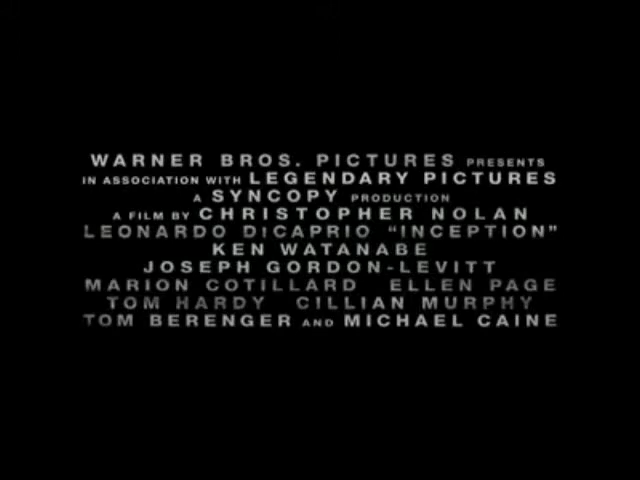 WARNER BROS. PICTURES PRESENTS
IN ASSOCIATION WITH LEGENDARY PICTURES
A SYNCOPY PRODUCTION
A FILM BY CHRISTOPHER NOLAN
LEONARDO DiCAPRIO “INCEPTION”
KEN WATANABE
JOSEPH GORDON-LEVITT
MARION COTILLARD ELLEN PAGE
TOM HARDY CILLIAN MURPHY
TOM BERENGER AND MICHAEL CAINE